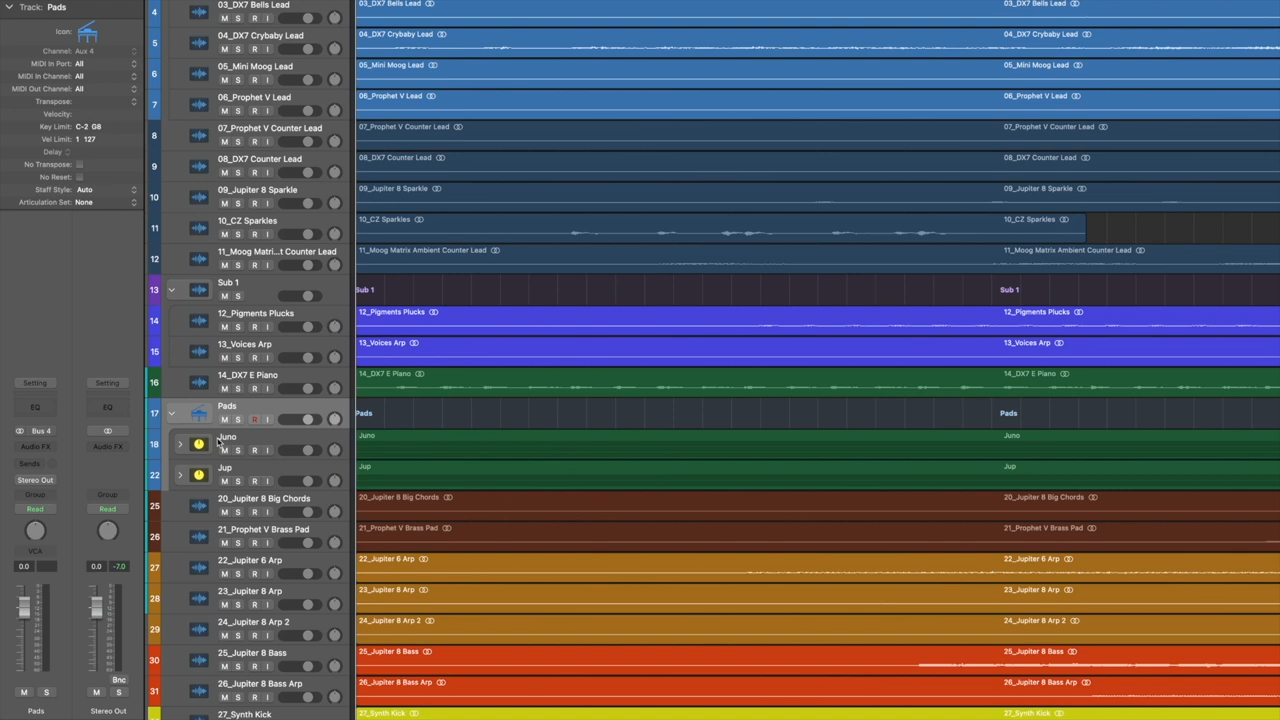 Track: Pads
Icon:
Channel: Aux 4
MIDI In Port: All
MIDI In Channel: All
MIDI Out Channel: All
Transpose:
Velocity:
Key Limit: C-2 G8
Vel Limit: 1 127
Delay
No Transpose:
No Reset:
Staff Style: Auto
Articulation Set: None
Setting Setting
EQ EQ
Bus 4
Audio FX Audio FX
Sends
Stereo Out
Group Group
Read Read
VCA
0.0 0.0 -7.0
Bnc
M S M S
Pads Stereo Out
4 03_DX7 Bells Lead 03_DX7 Bells Lead 03_DX7 Bells Lead
M S R I
5 04_DX7 Crybaby Lead 04_DX7 Crybaby Lead 04_DX7 Crybaby Lead
M S R I
6 05_Mini Moog Lead 05_Mini Moog Lead 05_Mini Moog Lead
M S R I
7 06_Prophet V Lead 06_Prophet V Lead 06_Prophet V Lead
M S R I
8 07_Prophet V Counter Lead 07_Prophet V Counter Lead 07_Prophet V Counter Lead
M S R I
9 08_DX7 Counter Lead 08_DX7 Counter Lead 08_DX7 Counter Lead
M S R I
10 09_Jupiter 8 Sparkle 09_Jupiter 8 Sparkle 09_Jupiter 8 Sparkle
M S R I
11 10_CZ Sparkles 10_CZ Sparkles 10_CZ Sparkles
M S R I
12 11_Moog Matri...t Counter Lead 11_Moog Matrix Ambient Counter Lead 11_Moog Matrix Ambient Counter Lead
M S R I
13 Sub 1 Sub 1 Sub 1
M S
14 12_Pigments Plucks 12_Pigments Plucks 12_Pigments Plucks
M S R I
15 13_Voices Arp 13_Voices Arp 13_Voices Arp
M S R I
16 14_DX7 E Piano 14_DX7 E Piano 14_DX7 E Piano
M S R I
17 Pads Pads Pads
M S R I
18 Juno Juno Juno
M S R I
22 Jup Jup Jup
M S R I
25 20_Jupiter 8 Big Chords 20_Jupiter 8 Big Chords 20_Jupiter 8 Big Chords
M S R I
26 21_Prophet V Brass Pad 21_Prophet V Brass Pad 21_Prophet V Brass Pad
M S R I
27 22_Jupiter 6 Arp 22_Jupiter 6 Arp 22_Jupiter 6 Arp
M S R I
28 23_Jupiter 8 Arp 23_Jupiter 8 Arp 23_Jupiter 8 Arp
M S R I
29 24_Jupiter 8 Arp 2 24_Jupiter 8 Arp 2 24_Jupiter 8 Arp 2
M S R I
30 25_Jupiter 8 Bass 25_Jupiter 8 Bass 25_Jupiter 8 Bass
M S R I
31 26_Jupiter 8 Bass Arp 26_Jupiter 8 Bass Arp 26_Jupiter 8 Bass Arp
M S R I
27_Synth Kick 27_Synth Kick 27_Synth Kick